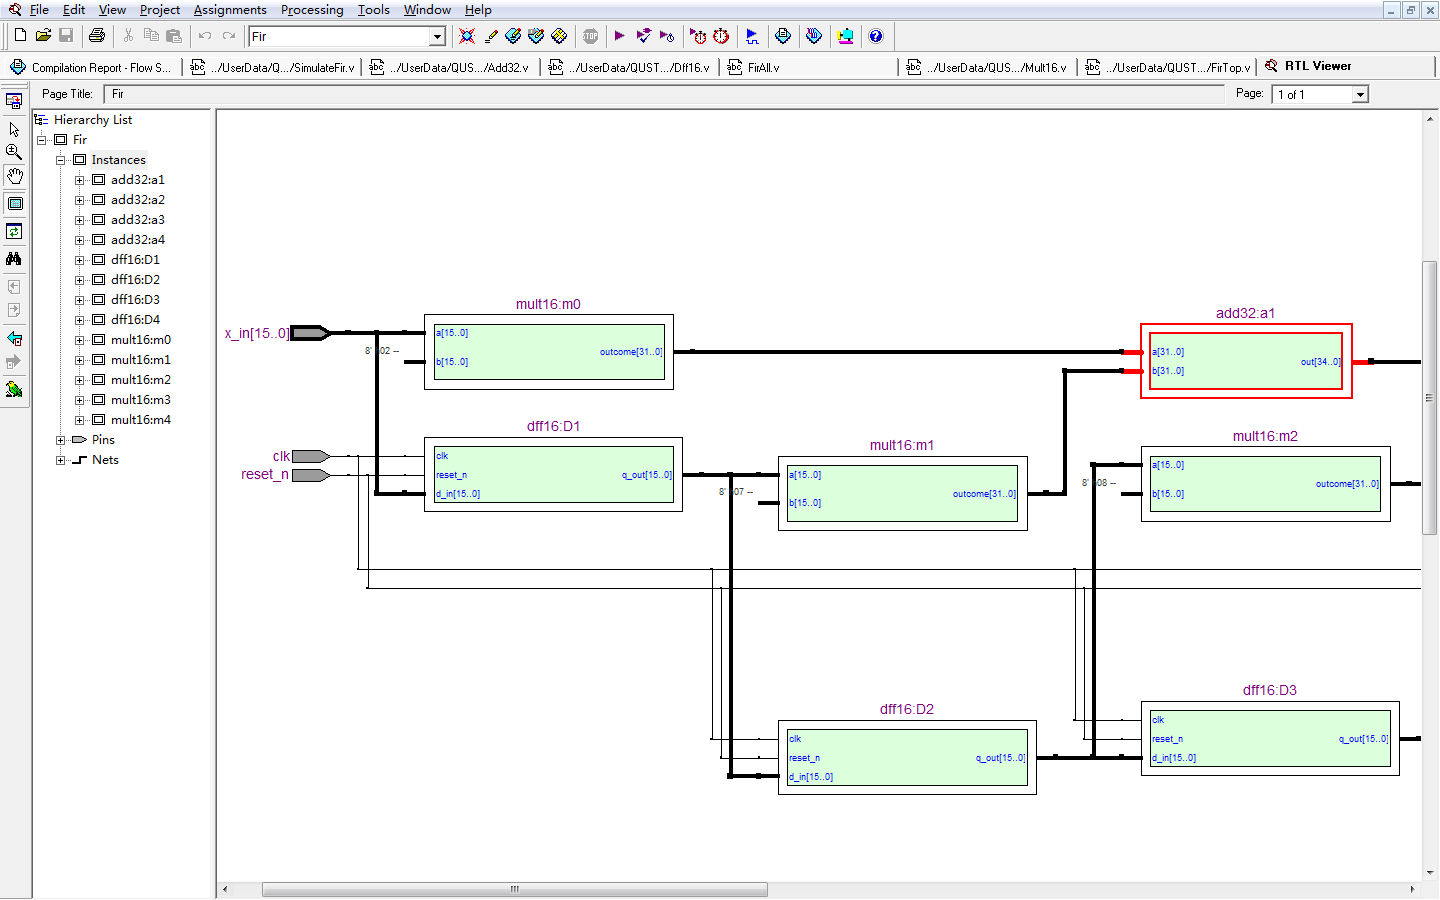 File Edit View Project Assignments Processing Tools Window Help
Fir
Compilation Report - Flow S... abc ../UserData/Q.../SimulateFir.v abc ../UserData/QUS.../Add32.v abc ../UserData/QUST.../Dff16.v abc FirAll.v abc ../UserData/QUS.../Mult16.v abc ../UserData/QUST.../FirTop.v RTL Viewer
Page Title: Fir Page: 1 of 1
Hierarchy List
Fir
Instances
add32:a1
add32:a2
add32:a3
add32:a4
dff16:D1
dff16:D2
dff16:D3
dff16:D4
mult16:m0
mult16:m1
mult16:m2
mult16:m3
mult16:m4
Pins
Nets
mult16:m0
x_in[15..0]
a[15..0]
outcome[31..0]
8' h02 --
b[15..0]
add32:a1
a[31..0]
out[34..0]
b[31..0]
dff16:D1
clk
clk
reset_n
reset_n
q_out[15..0]
d_in[15..0]
mult16:m1
a[15..0]
8' h07 --
outcome[31..0]
b[15..0]
mult16:m2
a[15..0]
8' h08 --
outcome[31..0]
b[15..0]
dff16:D2
clk
reset_n
q_out[15..0]
d_in[15..0]
dff16:D3
clk
reset_n
q_out[15..0]
d_in[15..0]